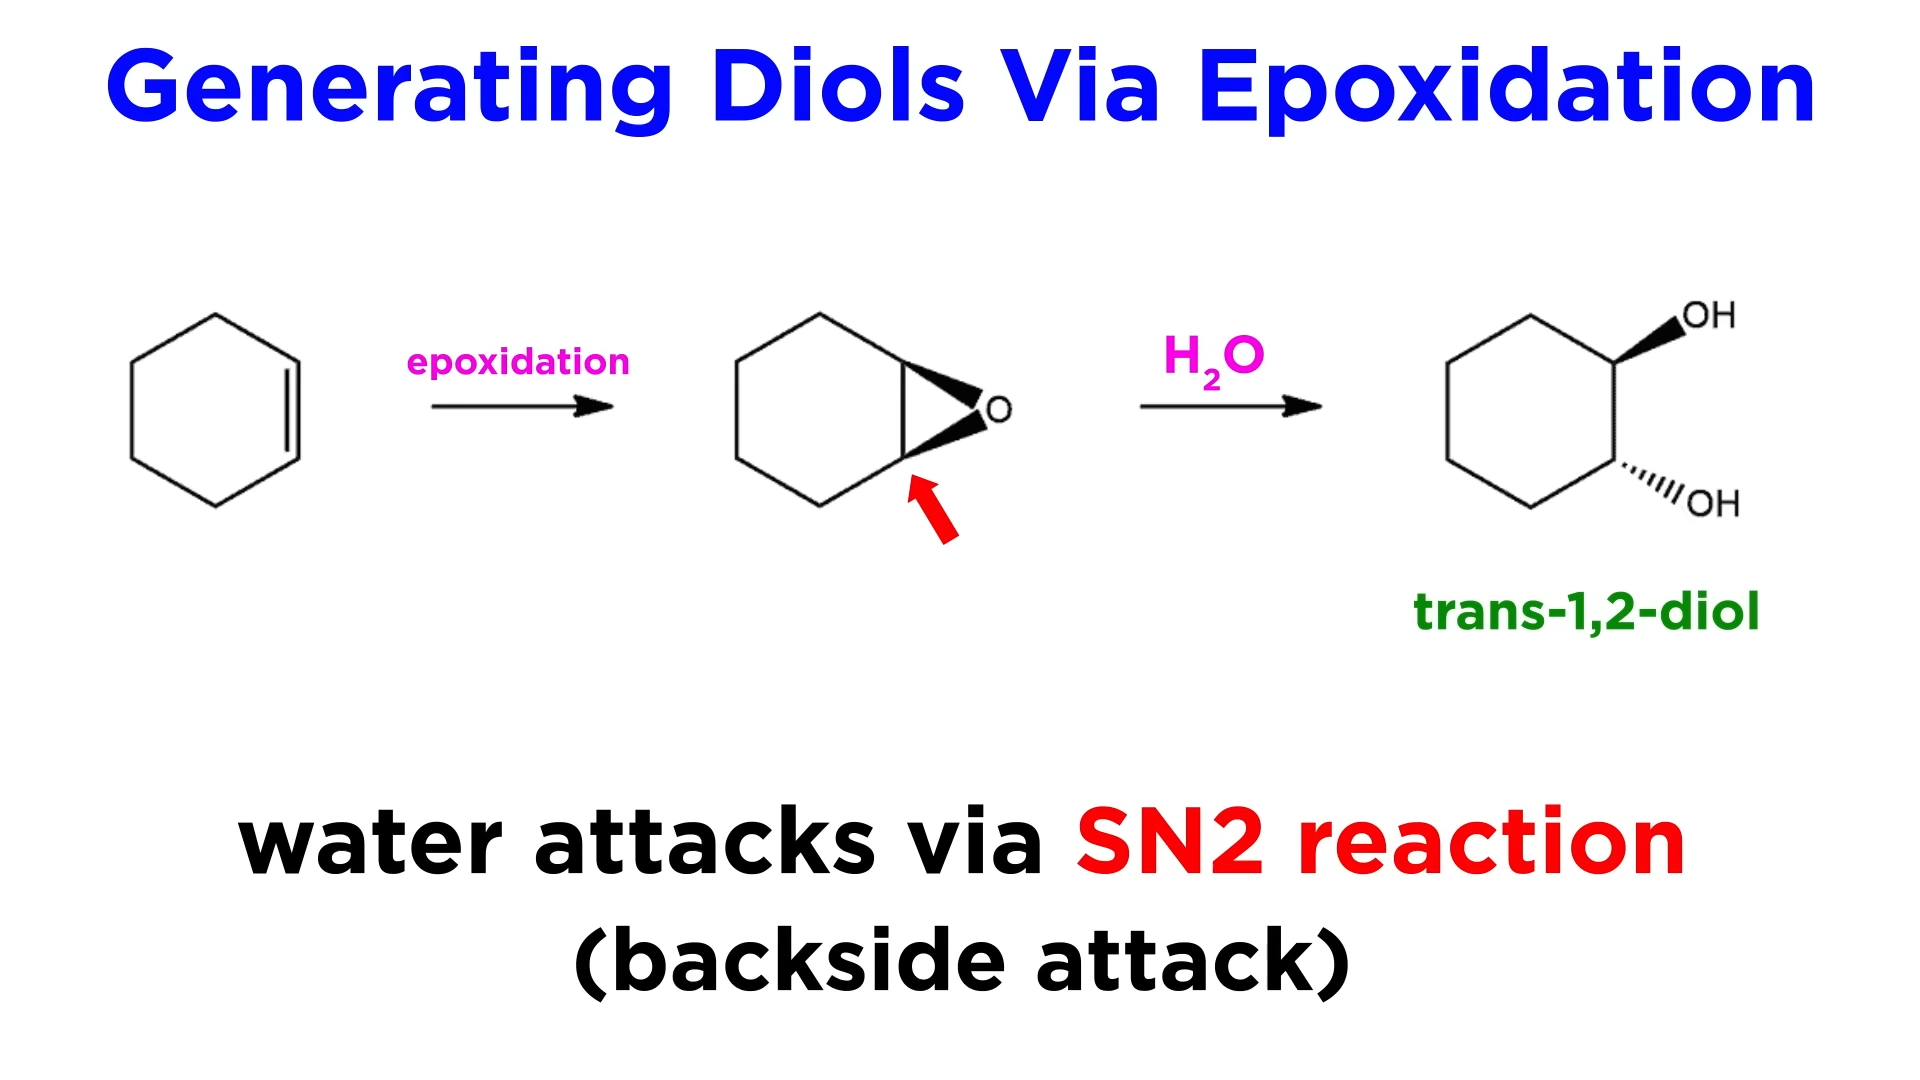 Generating Diols Via Epoxidation
epoxidation
O
H₂O
OH
OH
trans-1,2-diol
water attacks via SN2 reaction
(backside attack)